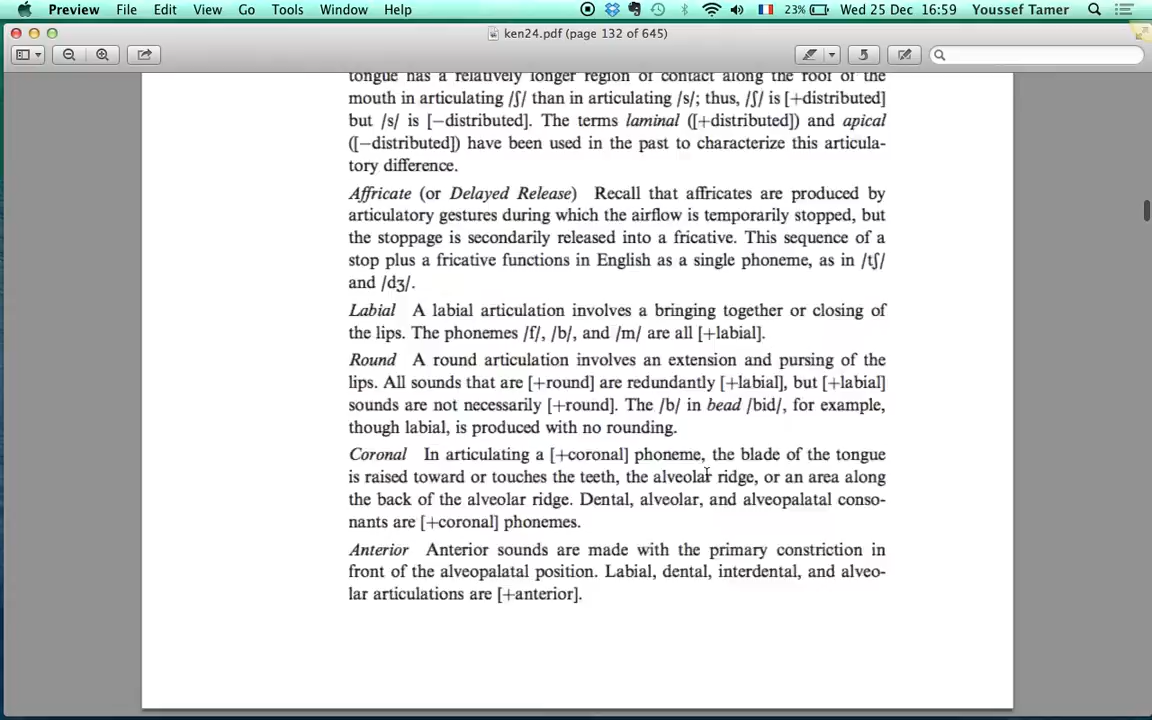 Preview File Edit View Go Tools Window Help 23% Wed 25 Dec 16:59 Youssef Tamer
ken24.pdf (page 132 of 645)
tongue has a relatively longer region of contact along the roof of the
mouth in articulating /ʃ/ than in articulating /s/; thus, /ʃ/ is [+distributed]
but /s/ is [−distributed]. The terms laminal ([+distributed]) and apical
([−distributed]) have been used in the past to characterize this articula-
tory difference.
Affricate (or Delayed Release) Recall that affricates are produced by
articulatory gestures during which the airflow is temporarily stopped, but
the stoppage is secondarily released into a fricative. This sequence of a
stop plus a fricative functions in English as a single phoneme, as in /tʃ/
and /dʒ/.
Labial A labial articulation involves a bringing together or closing of
the lips. The phonemes /f/, /b/, and /m/ are all [+labial].
Round A round articulation involves an extension and pursing of the
lips. All sounds that are [+round] are redundantly [+labial], but [+labial]
sounds are not necessarily [+round]. The /b/ in bead /bid/, for example,
though labial, is produced with no rounding.
Coronal In articulating a [+coronal] phoneme, the blade of the tongue
is raised toward or touches the teeth, the alveolar ridge, or an area along
the back of the alveolar ridge. Dental, alveolar, and alveopalatal conso-
nants are [+coronal] phonemes.
Anterior Anterior sounds are made with the primary constriction in
front of the alveopalatal position. Labial, dental, interdental, and alveo-
lar articulations are [+anterior].